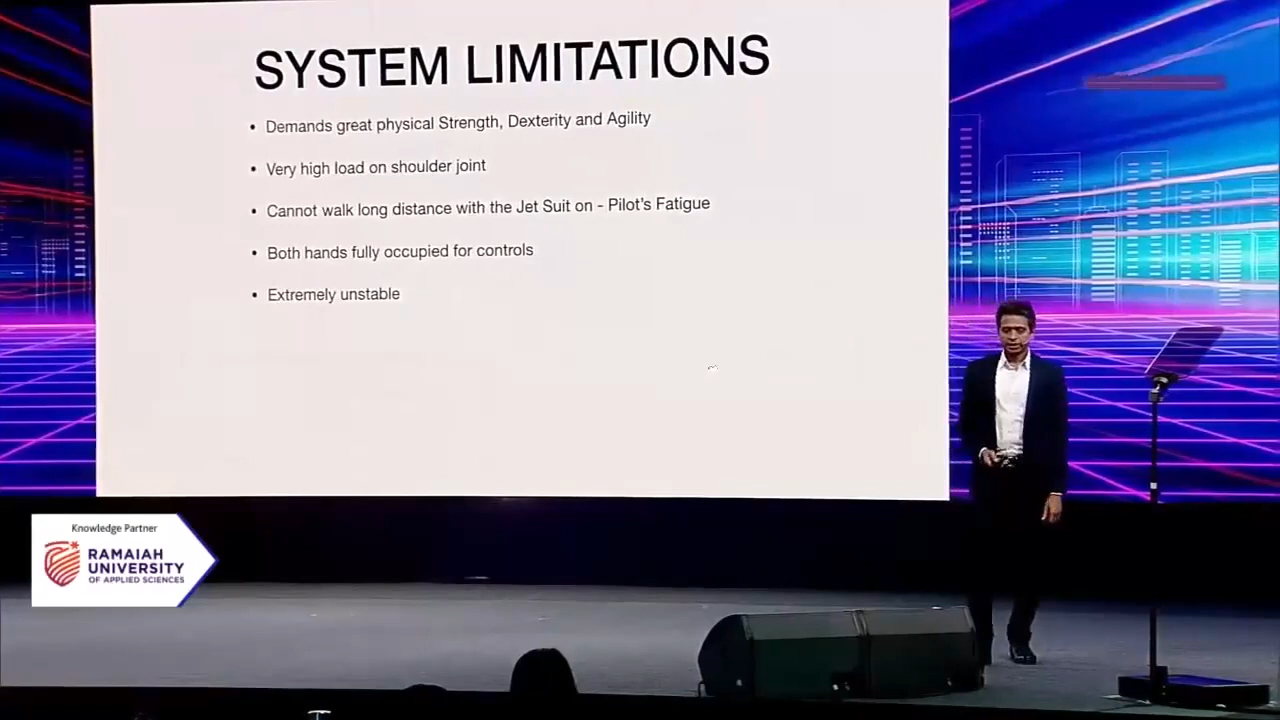 SYSTEM LIMITATIONS
• Demands great physical Strength, Dexterity and Agility
• Very high load on shoulder joint
• Cannot walk long distance with the Jet Suit on - Pilot's Fatigue
• Both hands fully occupied for controls
• Extremely unstable
Knowledge Partner
RAMAIAH
UNIVERSITY
OF APPLIED SCIENCES